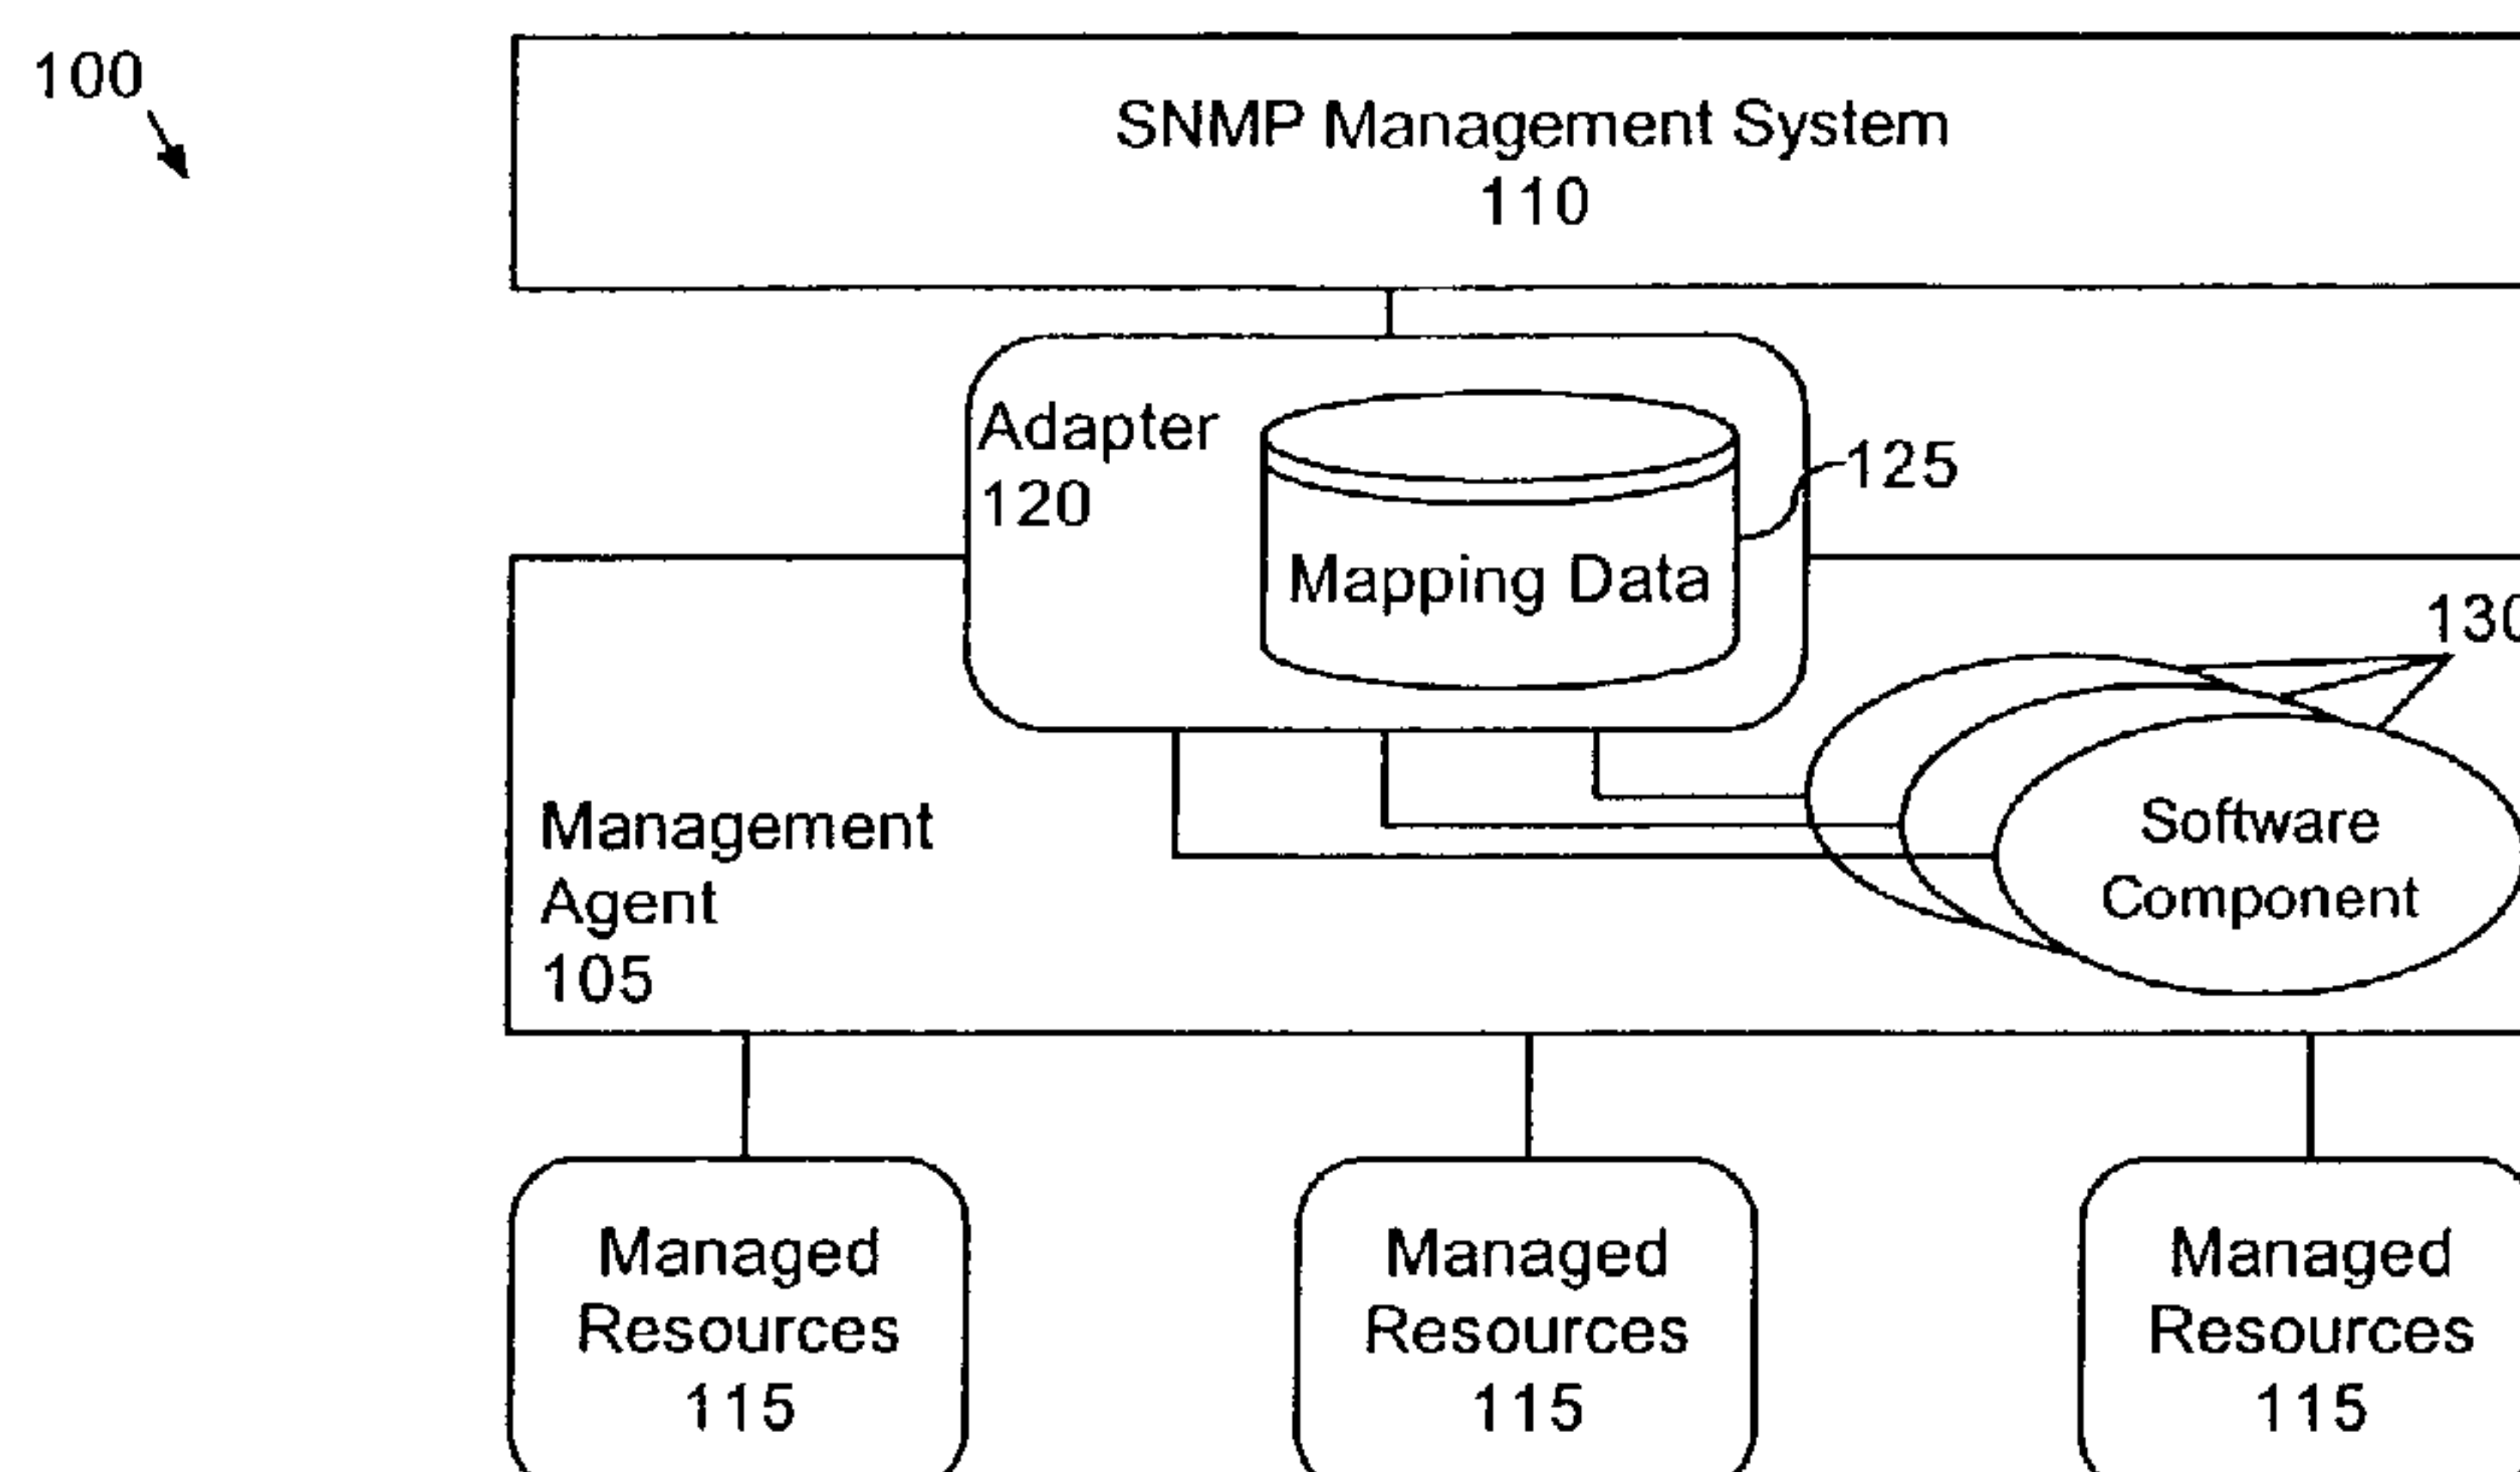 100
SNMP Management System
110
Adapter
120
125
Mapping Data
130
Management
Agent
105
Software
Component
Managed
Resources
115
Managed
Resources
115
Managed
Resources
115